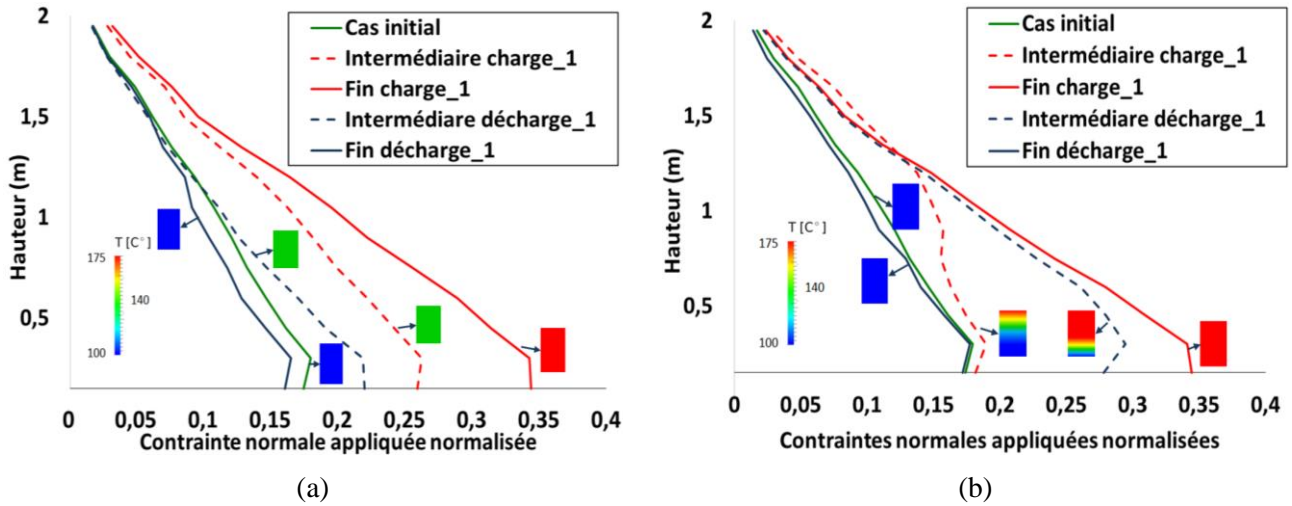 2
1,5
1
0,5
Hauteur (m)
Cas initial
Intermédiaire charge_1
Fin charge_1
Intermédiare décharge_1
Fin décharge_1
T [C°]
175
140
100
0 0,05 0,1 0,15 0,2 0,25 0,3 0,35 0,4
Contrainte normale appliquée normalisée
(a)
2
1,5
1
0,5
Hauteur (m)
Cas initial
Intermédiaire charge_1
Fin charge_1
Intermédiare décharge_1
Fin décharge_1
T [C°]
175
140
100
0 0,05 0,1 0,15 0,2 0,25 0,3 0,35 0,4
Contraintes normales appliquées normalisées
(b)